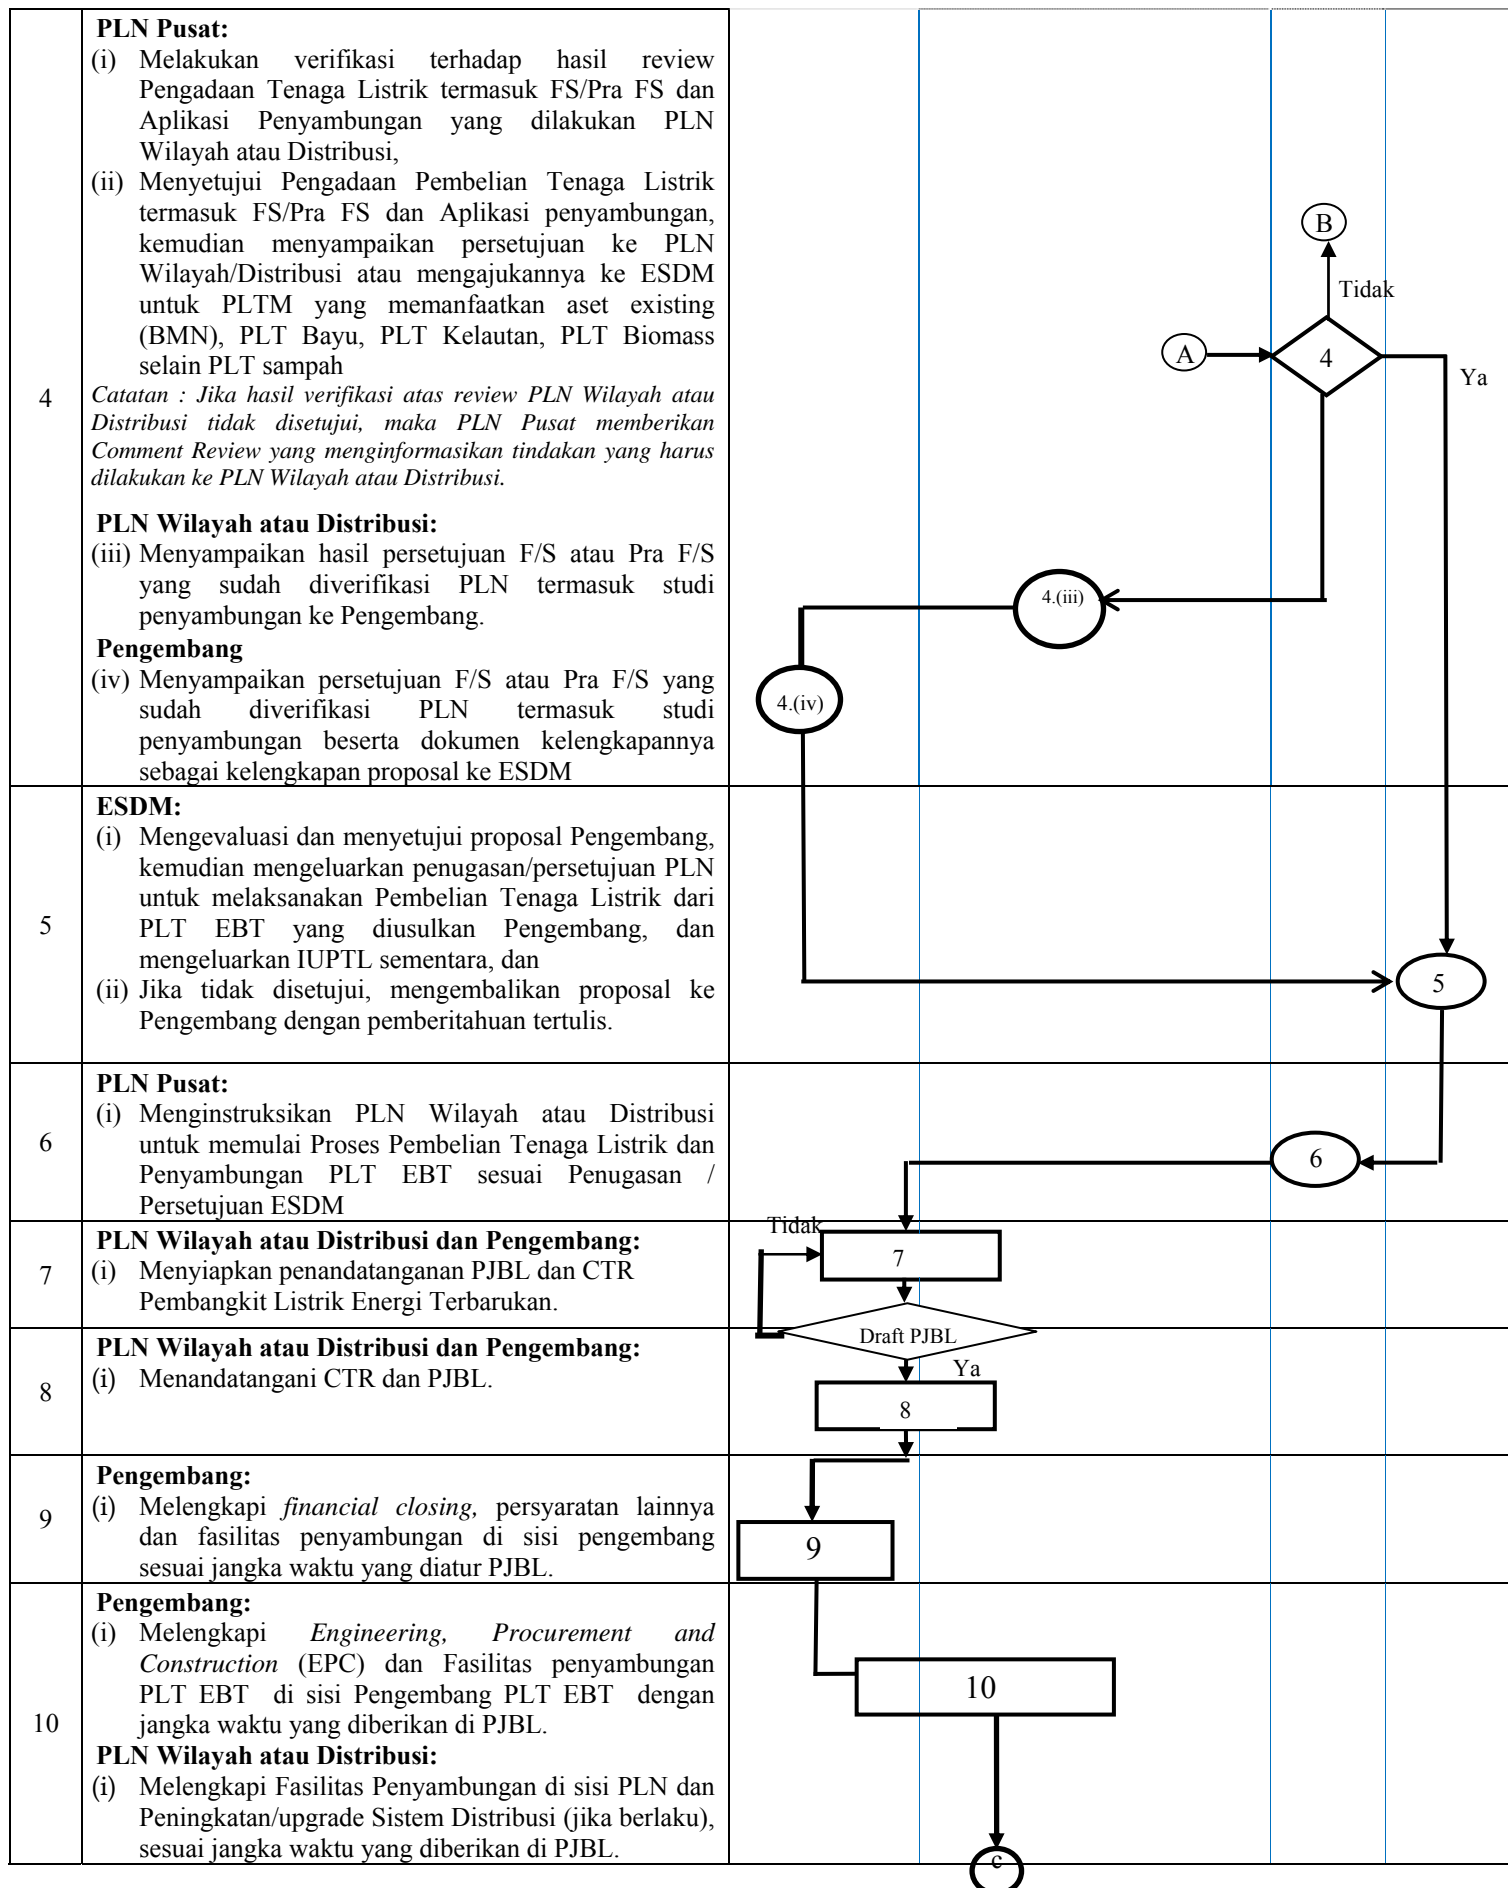 PLN Pusat:
(i) Melakukan verifikasi terhadap hasil review
Pengadaan Tenaga Listrik termasuk FS/Pra FS dan
Aplikasi Penyambungan yang dilakukan PLN
Wilayah atau Distribusi,
(ii) Menyetujui Pengadaan Pembelian Tenaga Listrik
termasuk FS/Pra FS dan Aplikasi penyambungan,
kemudian menyampaikan persetujuan ke PLN
Wilayah/Distribusi atau mengajukannya ke ESDM
untuk PLTM yang memanfaatkan aset existing
(BMN), PLT Bayu, PLT Kelautan, PLT Biomass
selain PLT sampah
4
Catatan : Jika hasil verifikasi atas review PLN Wilayah atau
Distribusi tidak disetujui, maka PLN Pusat memberikan
Comment Review yang menginformasikan tindakan yang harus
dilakukan ke PLN Wilayah atau Distribusi.
PLN Wilayah atau Distribusi:
(iii) Menyampaikan hasil persetujuan F/S atau Pra F/S
yang sudah diverifikasi PLN termasuk studi
penyambungan ke Pengembang.
Pengembang
(iv) Menyampaikan persetujuan F/S atau Pra F/S yang
sudah diverifikasi PLN termasuk studi
penyambungan beserta dokumen kelengkapannya
sebagai kelengkapan proposal ke ESDM
B
Tidak
A
4
Ya
4.(iii)
4.(iv)
5
ESDM:
(i) Mengevaluasi dan menyetujui proposal Pengembang,
kemudian mengeluarkan penugasan/persetujuan PLN
untuk melaksanakan Pembelian Tenaga Listrik dari
PLT EBT yang diusulkan Pengembang, dan
mengeluarkan IUPTL sementara, dan
(ii) Jika tidak disetujui, mengembalikan proposal ke
Pengembang dengan pemberitahuan tertulis.
5
6
PLN Pusat:
(i) Menginstruksikan PLN Wilayah atau Distribusi
untuk memulai Proses Pembelian Tenaga Listrik dan
Penyambungan PLT EBT sesuai Penugasan /
Persetujuan ESDM
6
7
PLN Wilayah atau Distribusi dan Pengembang:
(i) Menyiapkan penandatanganan PJBL dan CTR
Pembangkit Listrik Energi Terbarukan.
Tidak
7
Draft PJBL
8
PLN Wilayah atau Distribusi dan Pengembang:
(i) Menandatangani CTR dan PJBL.
Ya
8
9
Pengembang:
(i) Melengkapi financial closing, persyaratan lainnya
dan fasilitas penyambungan di sisi pengembang
sesuai jangka waktu yang diatur PJBL.
9
10
Pengembang:
(i) Melengkapi Engineering, Procurement and
Construction (EPC) dan Fasilitas penyambungan
PLT EBT di sisi Pengembang PLT EBT dengan
jangka waktu yang diberikan di PJBL.
PLN Wilayah atau Distribusi:
(i) Melengkapi Fasilitas Penyambungan di sisi PLN dan
Peningkatan/upgrade Sistem Distribusi (jika berlaku),
sesuai jangka waktu yang diberikan di PJBL.
10
c